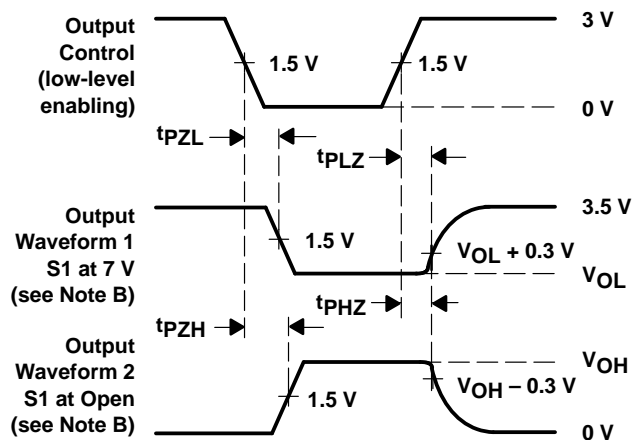 Output
Control
(low-level
enabling)
1.5 V
1.5 V
3 V
0 V
tPZL
tPLZ
Output
Waveform 1
S1 at 7 V
(see Note B)
1.5 V
3.5 V
VOL + 0.3 V
VOL
tPZH
tPHZ
Output
Waveform 2
S1 at Open
(see Note B)
1.5 V
VOH
VOH – 0.3 V
0 V